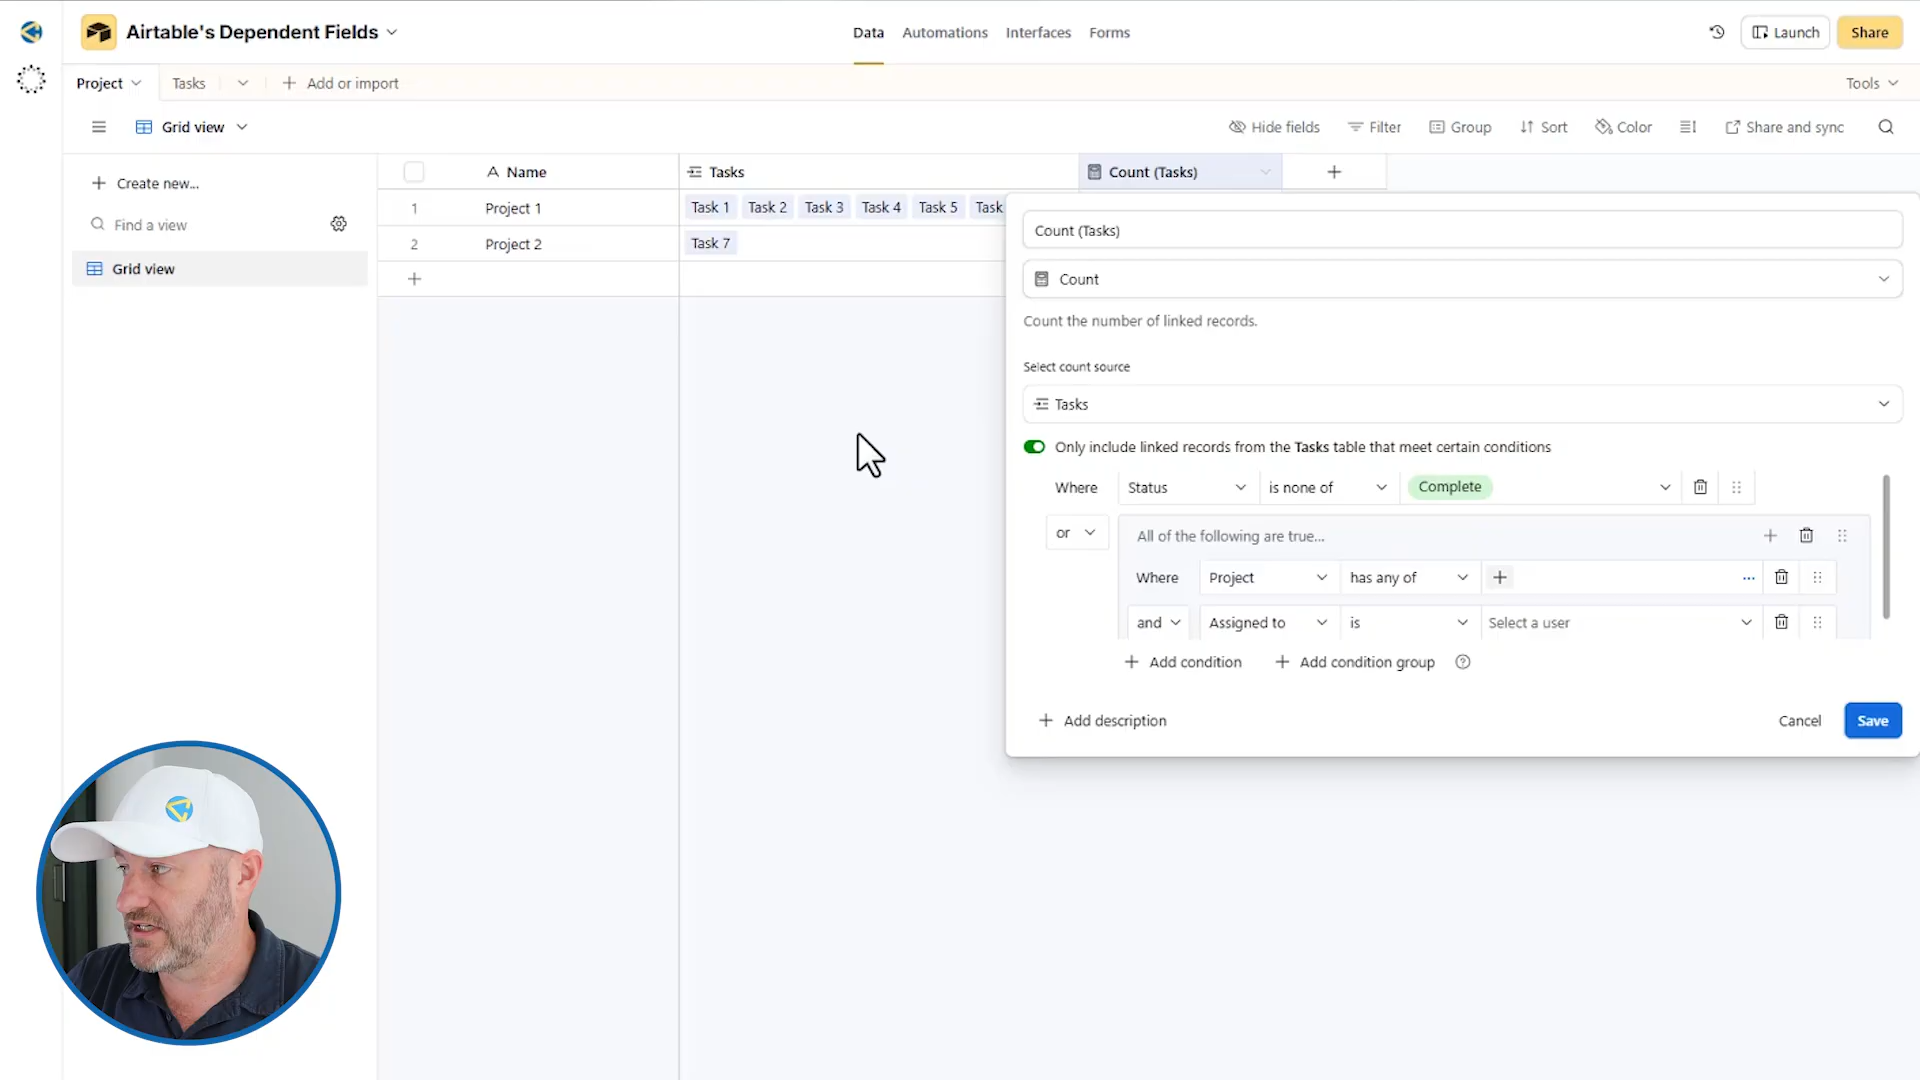 Airtable's Dependent Fields
Data Automations Interfaces Forms
Launch Share
Project Tasks Add or import Tools
Grid view Hide fields Filter Group Sort Color Share and sync
Create new...
Find a view
Grid view
Name Tasks Count (Tasks)
1 Project 1 Task 1 Task 2 Task 3 Task 4 Task 5 Task
2 Project 2 Task 7
Count (Tasks)
Count
Count the number of linked records.
Select count source
Tasks
Only include linked records from the Tasks table that meet certain conditions
Where Status is none of Complete
or All of the following are true...
Where Project has any of
and Assigned to is Select a user
Add condition Add condition group
Add description Cancel Save